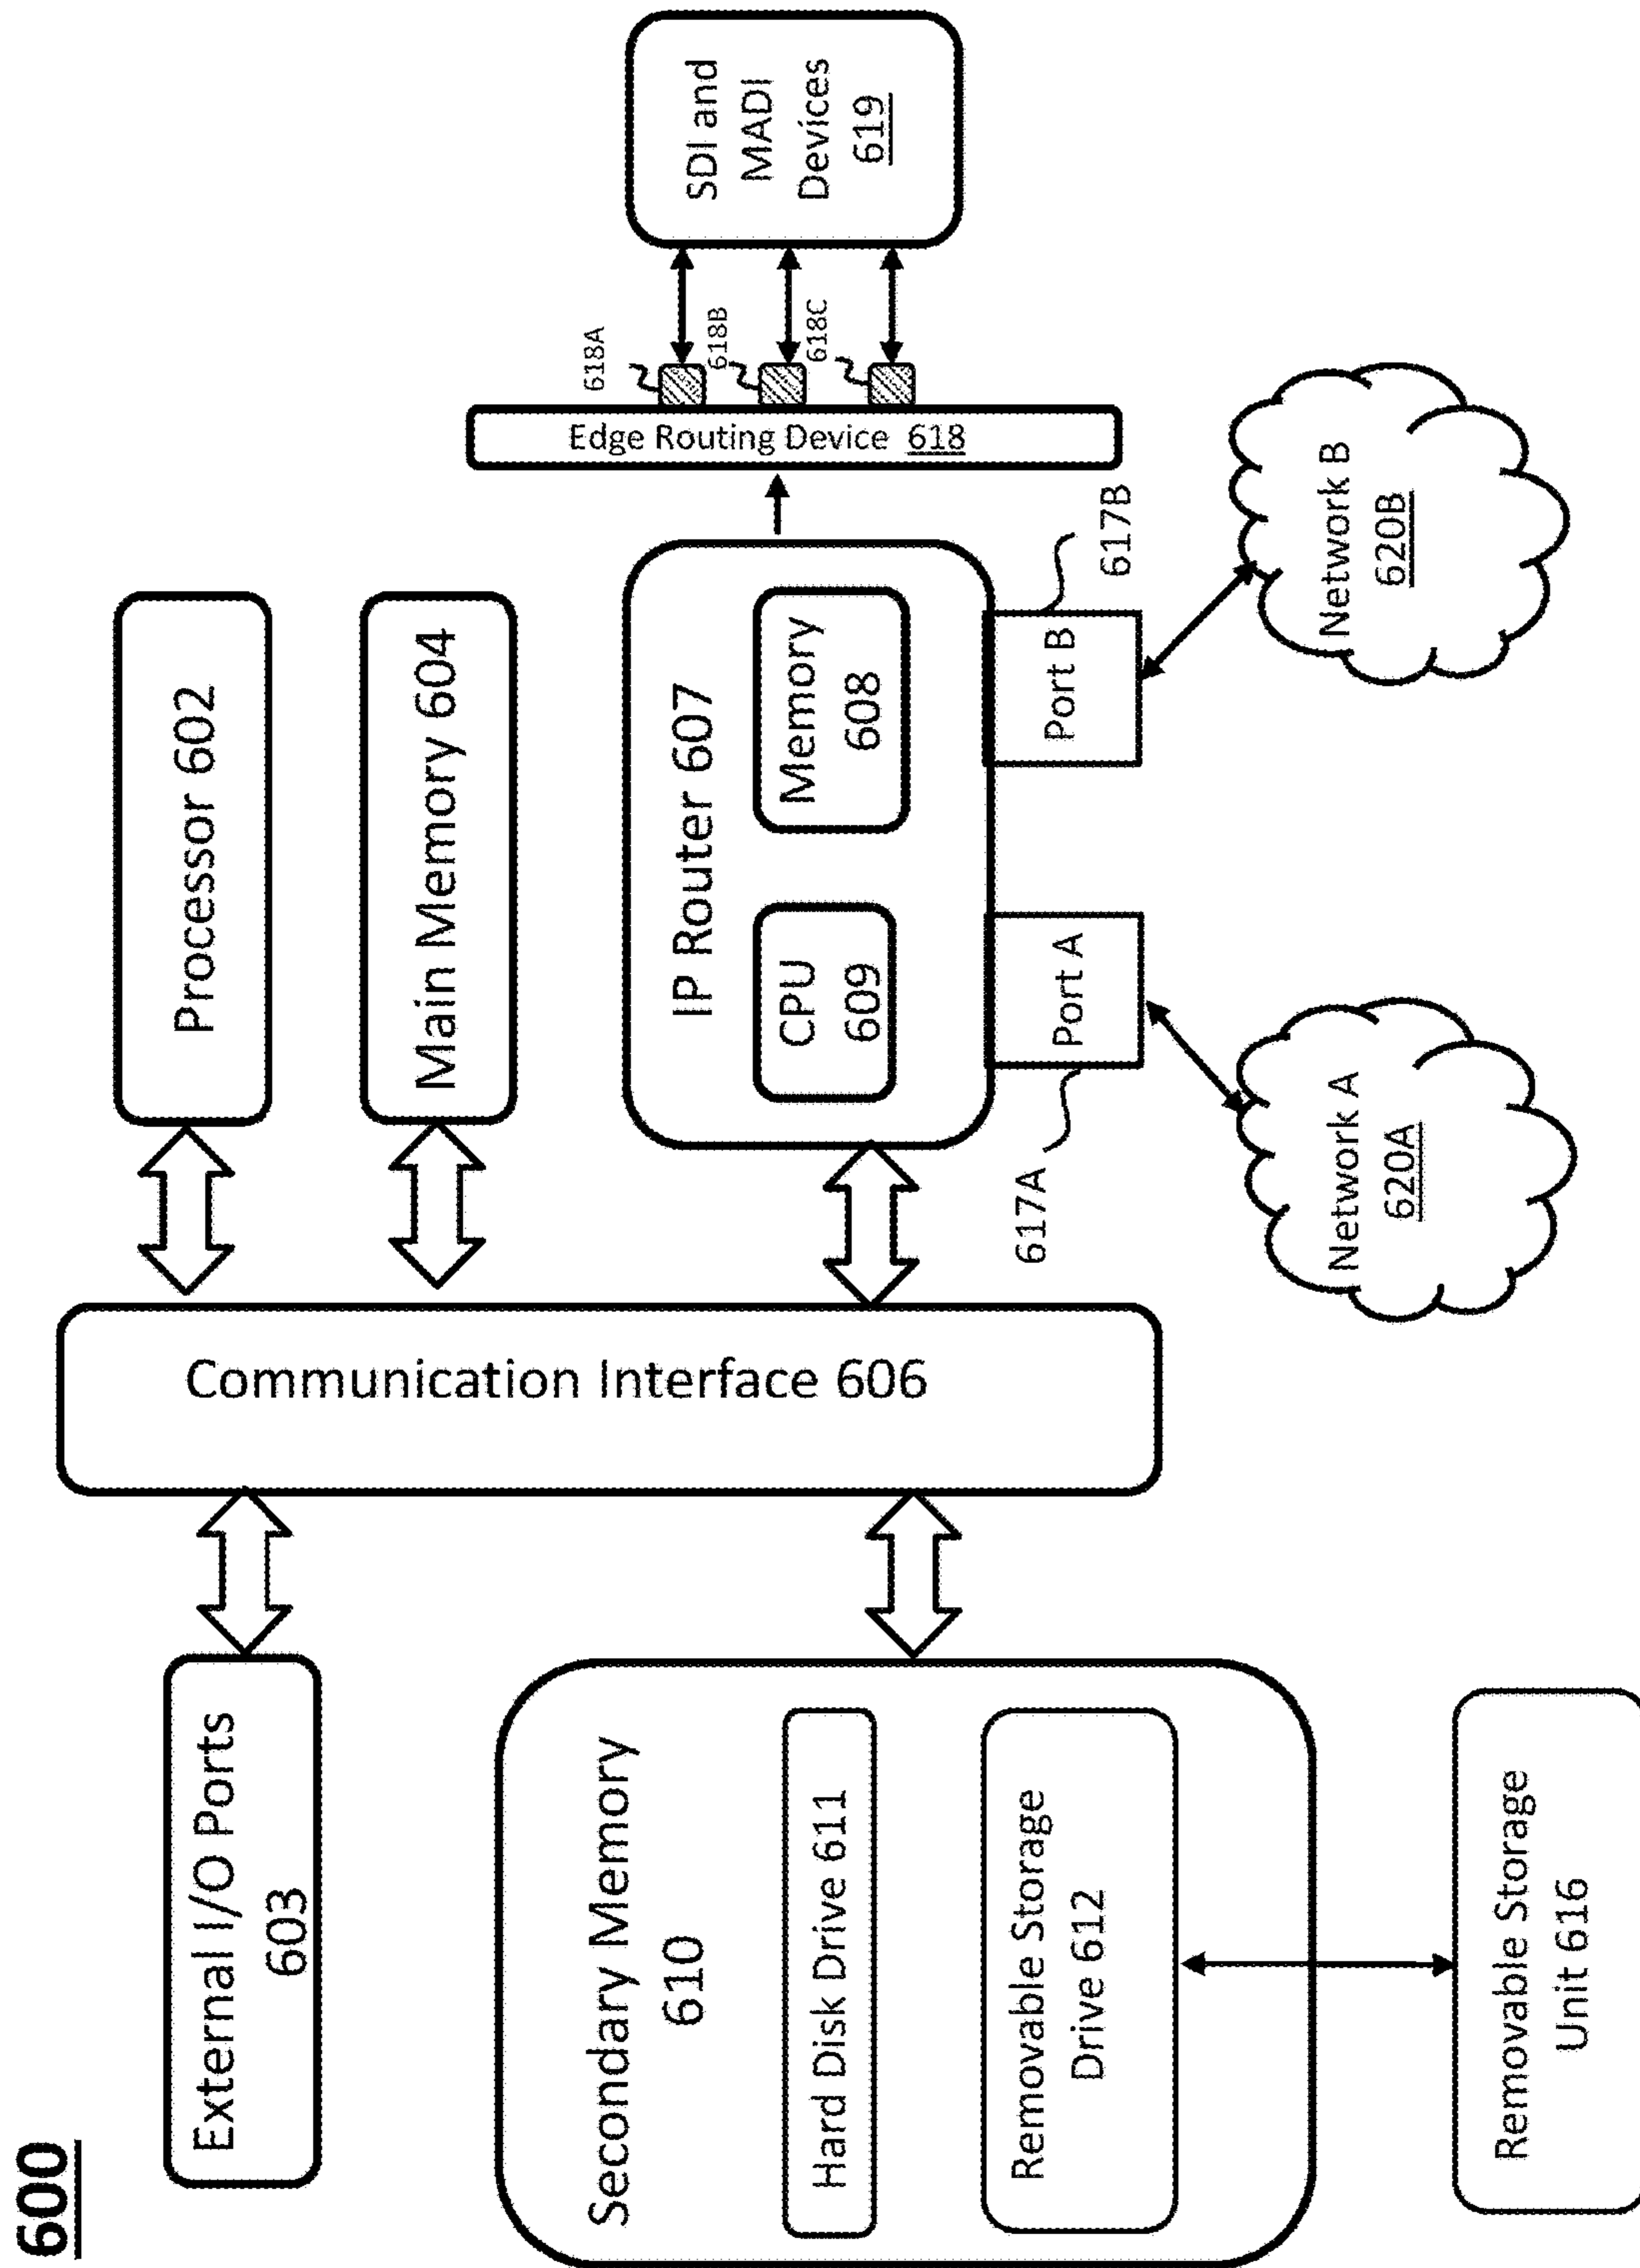 600
External I/O Ports
603
Secondary Memory
610
Hard Disk Drive 611
Removable Storage
Drive 612
Removable Storage
Unit 616
Communication Interface 606
Processor 602
Main Memory 604
IP Router 607
CPU
609
Memory
608
617A
Port A
Port B
617B
Network A
620A
Network B
620B
Edge Routing Device 618
618A
618B
618C
SDI and
MADI
Devices
619